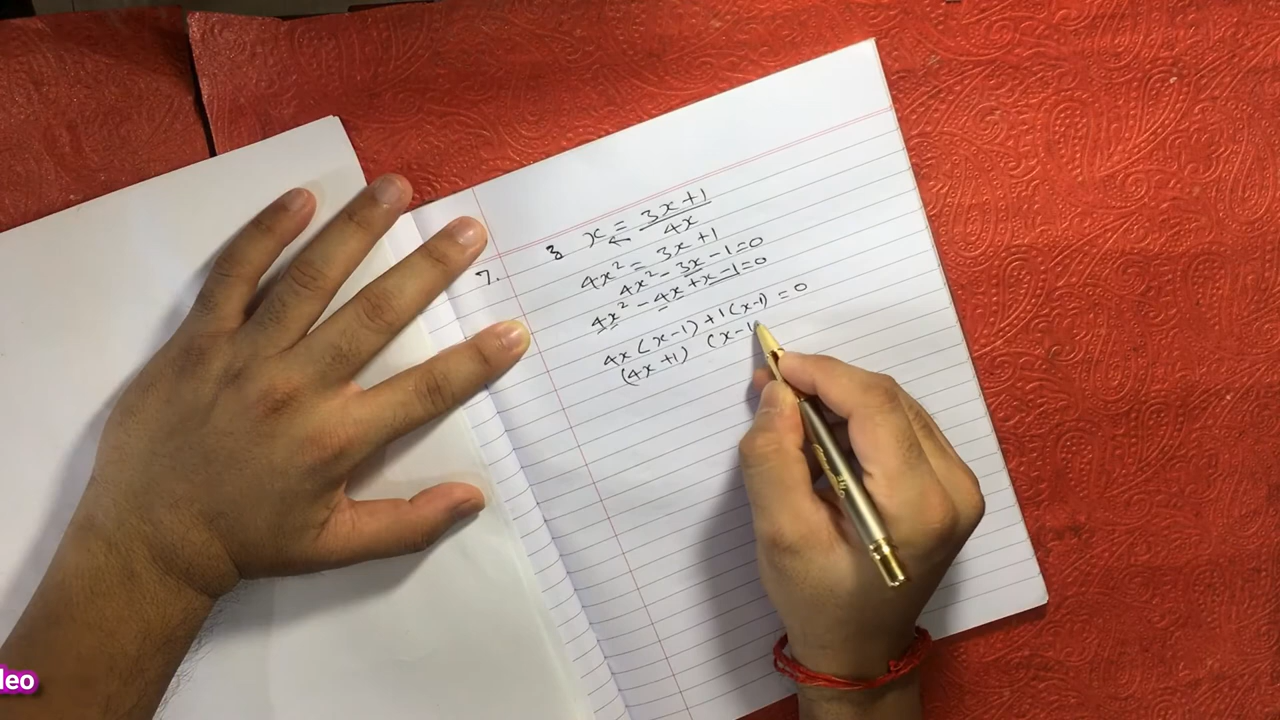 7. 3 x = 3x+1/4x
4x² = 3x+1
4x² - 3x - 1 = 0
4x² - 4x + x - 1 = 0
4x(x-1) + 1(x-1) = 0
(4x+1) (x-1
leo